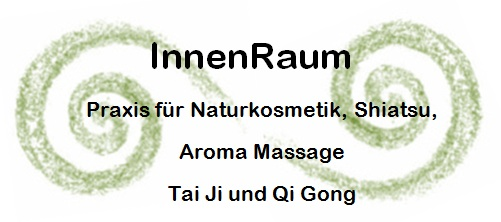 InnenRaum
Praxis für Naturkosmetik, Shiatsu,
Aroma Massage
Tai Ji und Qi Gong